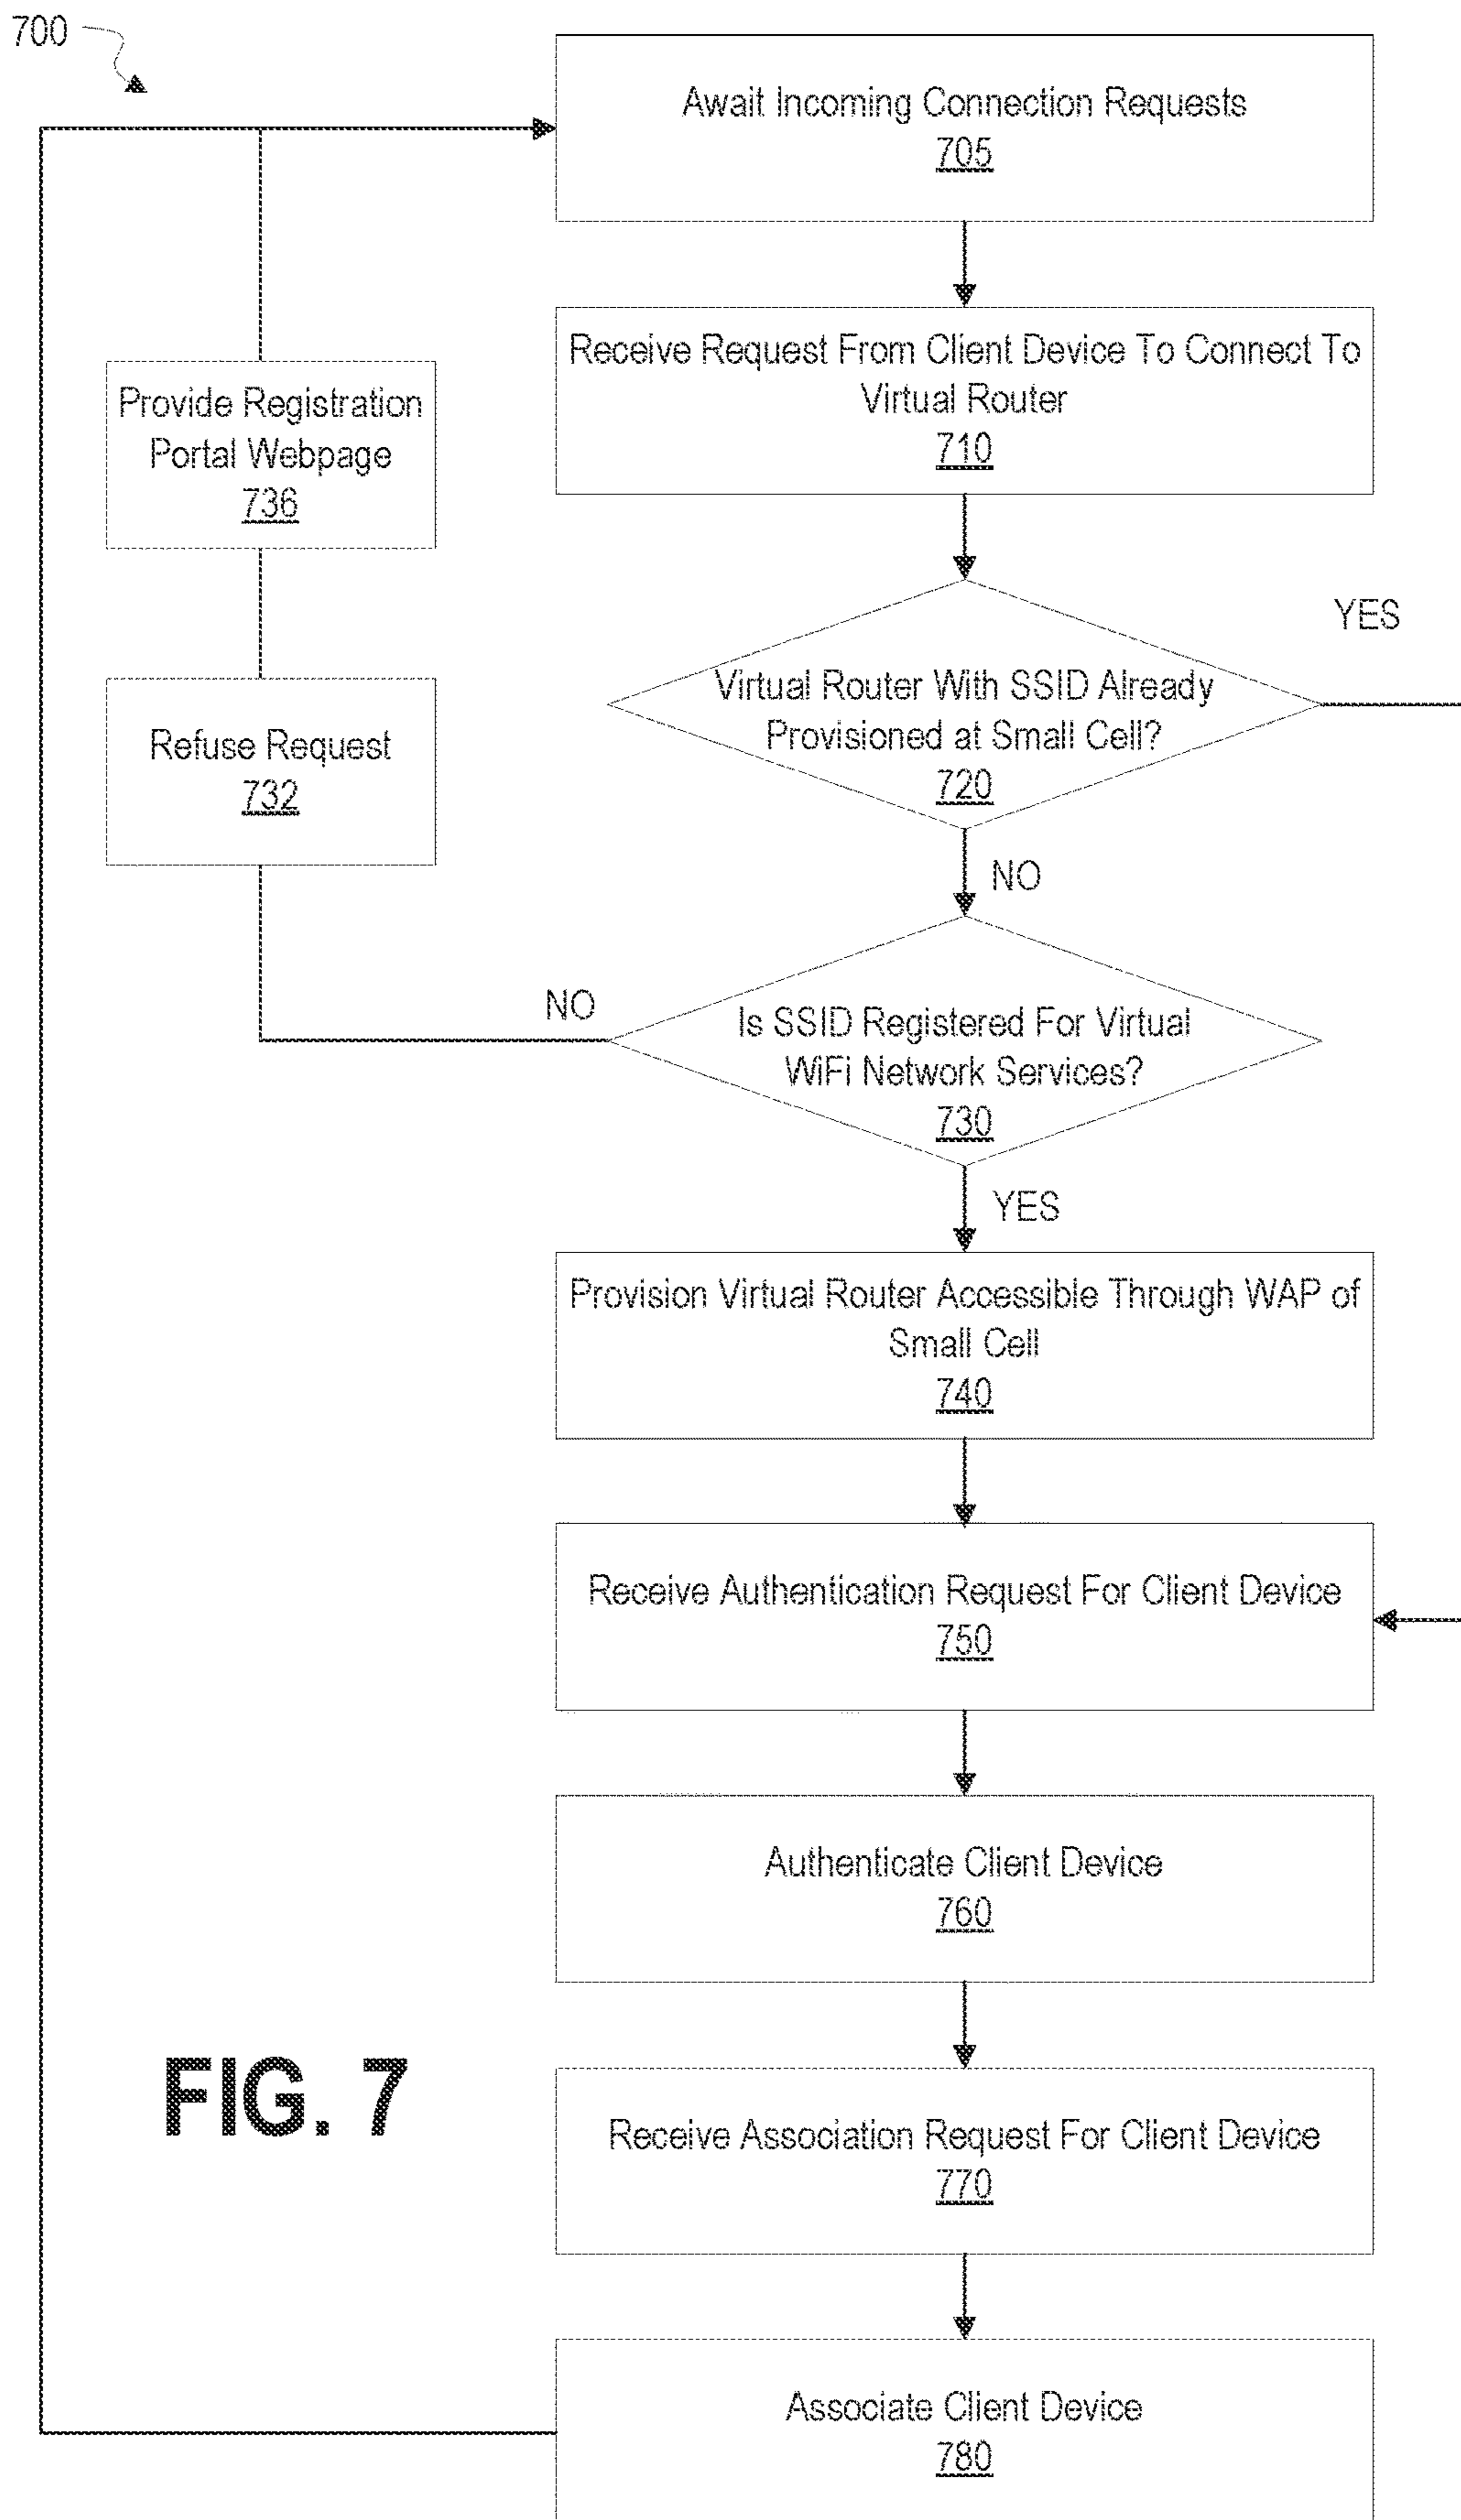 700
Await Incoming Connection Requests
705
Receive Request From Client Device To Connect To
Virtual Router
710
Provide Registration
Portal Webpage
736
YES
Virtual Router With SSID Already
Provisioned at Small Cell?
720
Refuse Request
732
NO
NO
Is SSID Registered For Virtual
WiFi Network Services?
730
YES
Provision Virtual Router Accessible Through WAP of
Small Cell
740
Receive Authentication Request For Client Device
750
Authenticate Client Device
760
FIG. 7
Receive Association Request For Client Device
770
Associate Client Device
780